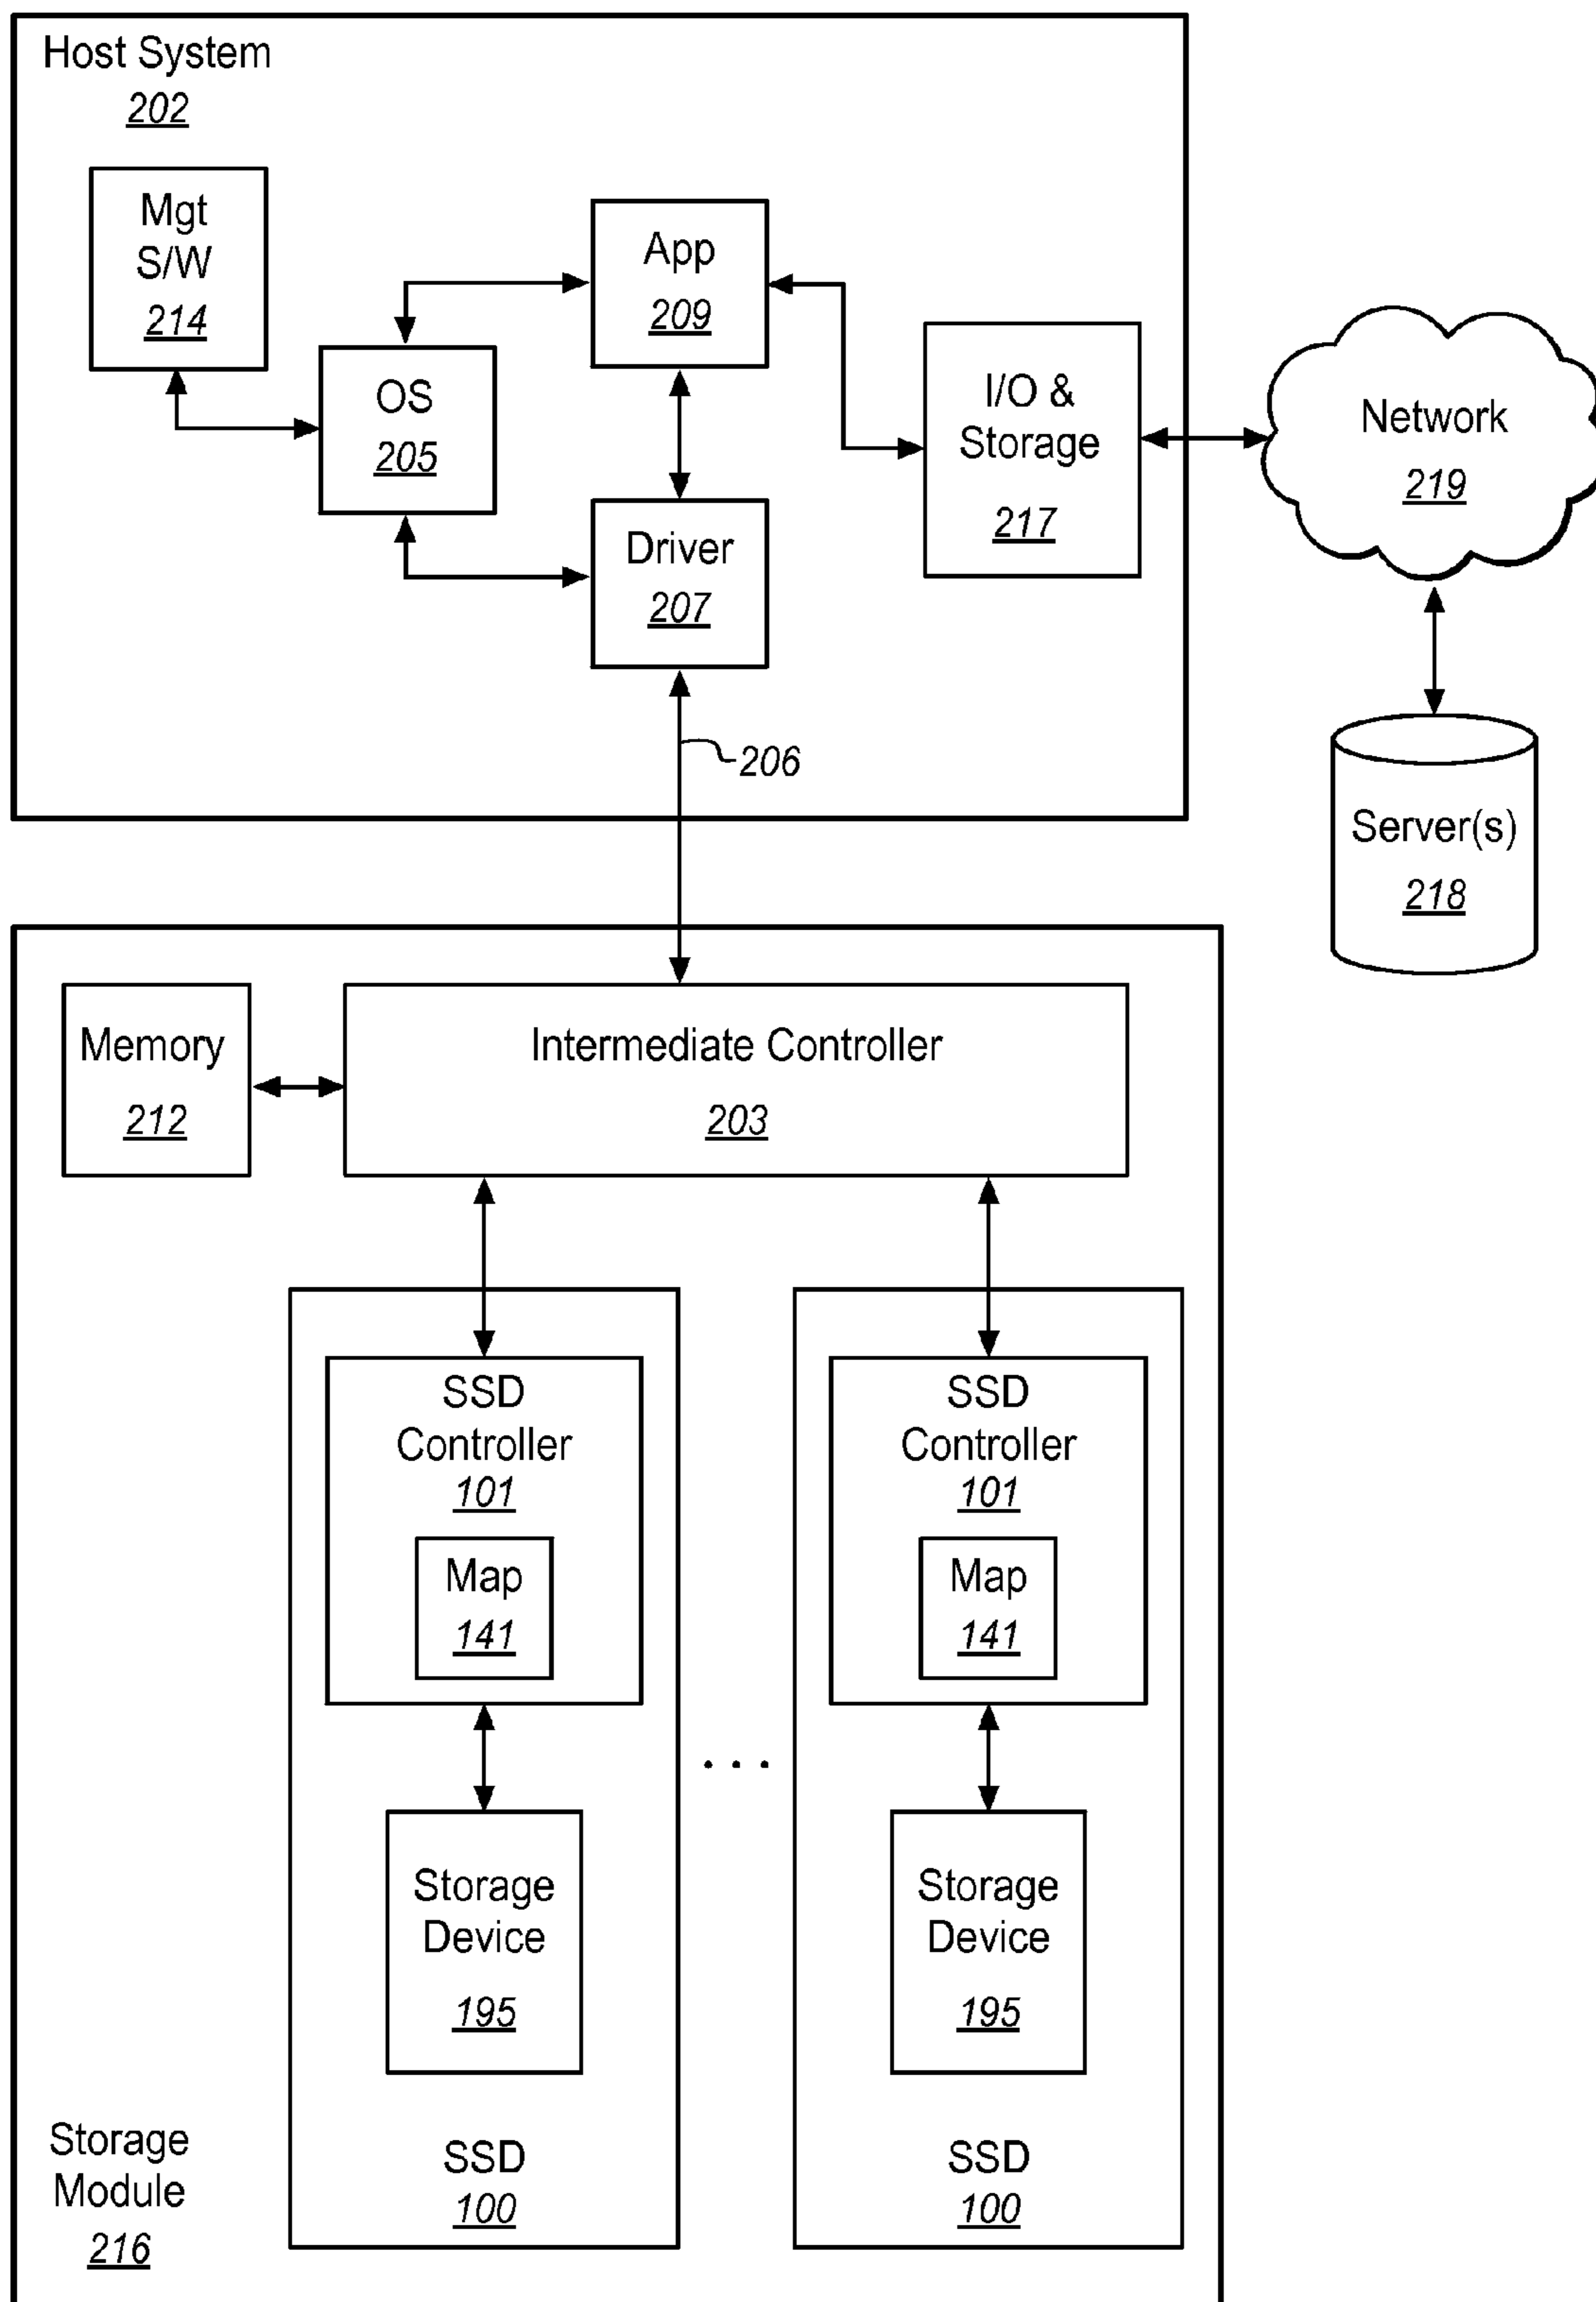 Host System
202
Mgt
S/W
214
App
209
OS
205
I/O &
Storage
217
Network
219
Driver
207
206
Server(s)
218
Memory
212
Intermediate Controller
203
SSD
Controller
101
Map
141
Storage
Device
195
SSD
100
. . .
SSD
Controller
101
Map
141
Storage
Device
195
SSD
100
Storage
Module
216